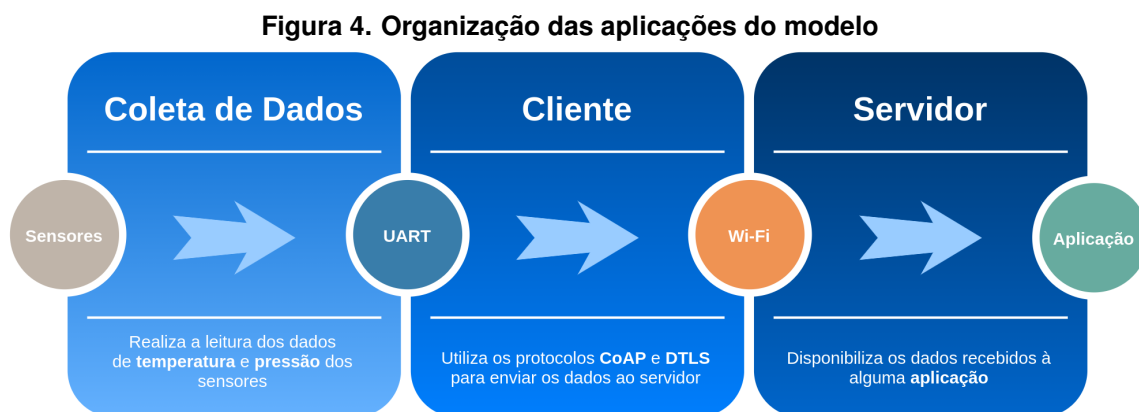 Figura 4. Organização das aplicações do modelo
Coleta de Dados
Cliente
Servidor
Sensores
UART
Wi-Fi
Aplicação
Realiza a leitura dos dados
de temperatura e pressão dos
sensores
Utiliza os protocolos CoAP e DTLS
para enviar os dados ao servidor
Disponibiliza os dados recebidos à
alguma aplicação